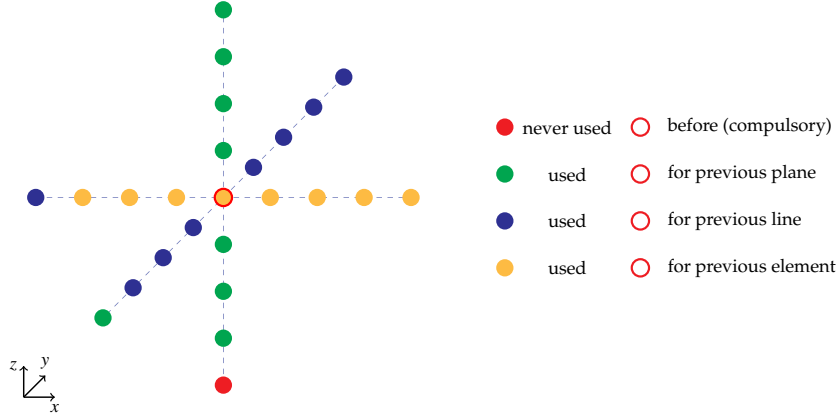 never used before (compulsory)
used for previous plane
used for previous line
used for previous element
z
y
x